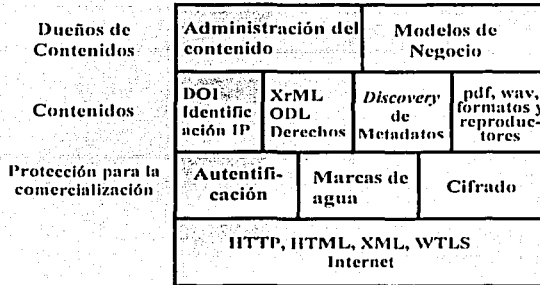 Dueños de
Contenidos
Administración del
contenido
Modelos de
Negocio
Contenidos
DOI
Identific
ación IP
XrML
ODL
Derechos
Discovery
de
Metadatos
pdf, wav,
formatos y
reproduc-
tores
Protección para la
comercialización
Autentifi-
cación
Marcas de
agua
Cifrado
HTTP, HTML, XML, WTLS
Internet